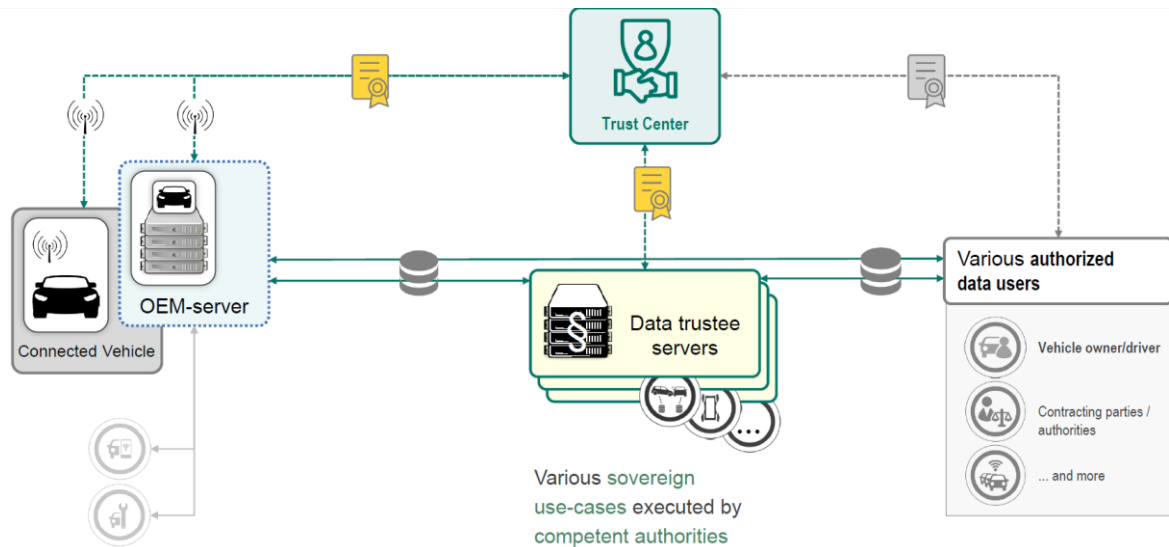 Trust Center
OEM-server
Connected Vehicle
§
Data trustee
servers
Various authorized
data users
Vehicle owner/driver
Contracting parties /
authorities
... and more
Various sovereign
use-cases executed by
competent authorities